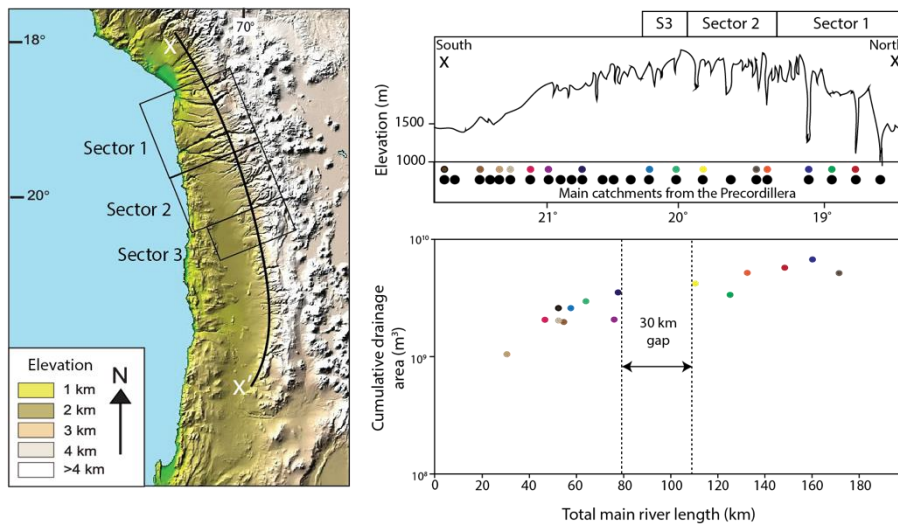 70°
18°
X
Sector 1
20°
Sector 2
Sector 3
X'
Elevation
1 km
2 km
3 km
4 km
>4 km
N
S3
Sector 2
Sector 1
South
X
North
X
Elevation (m)
1500
1000
Main catchments from the Precordillera
21°
20°
19°
Cumulative drainage
area (m³)
10¹⁰
10⁹
10⁸
30 km
gap
0
20
40
60
80
100
120
140
160
180
Total main river length (km)